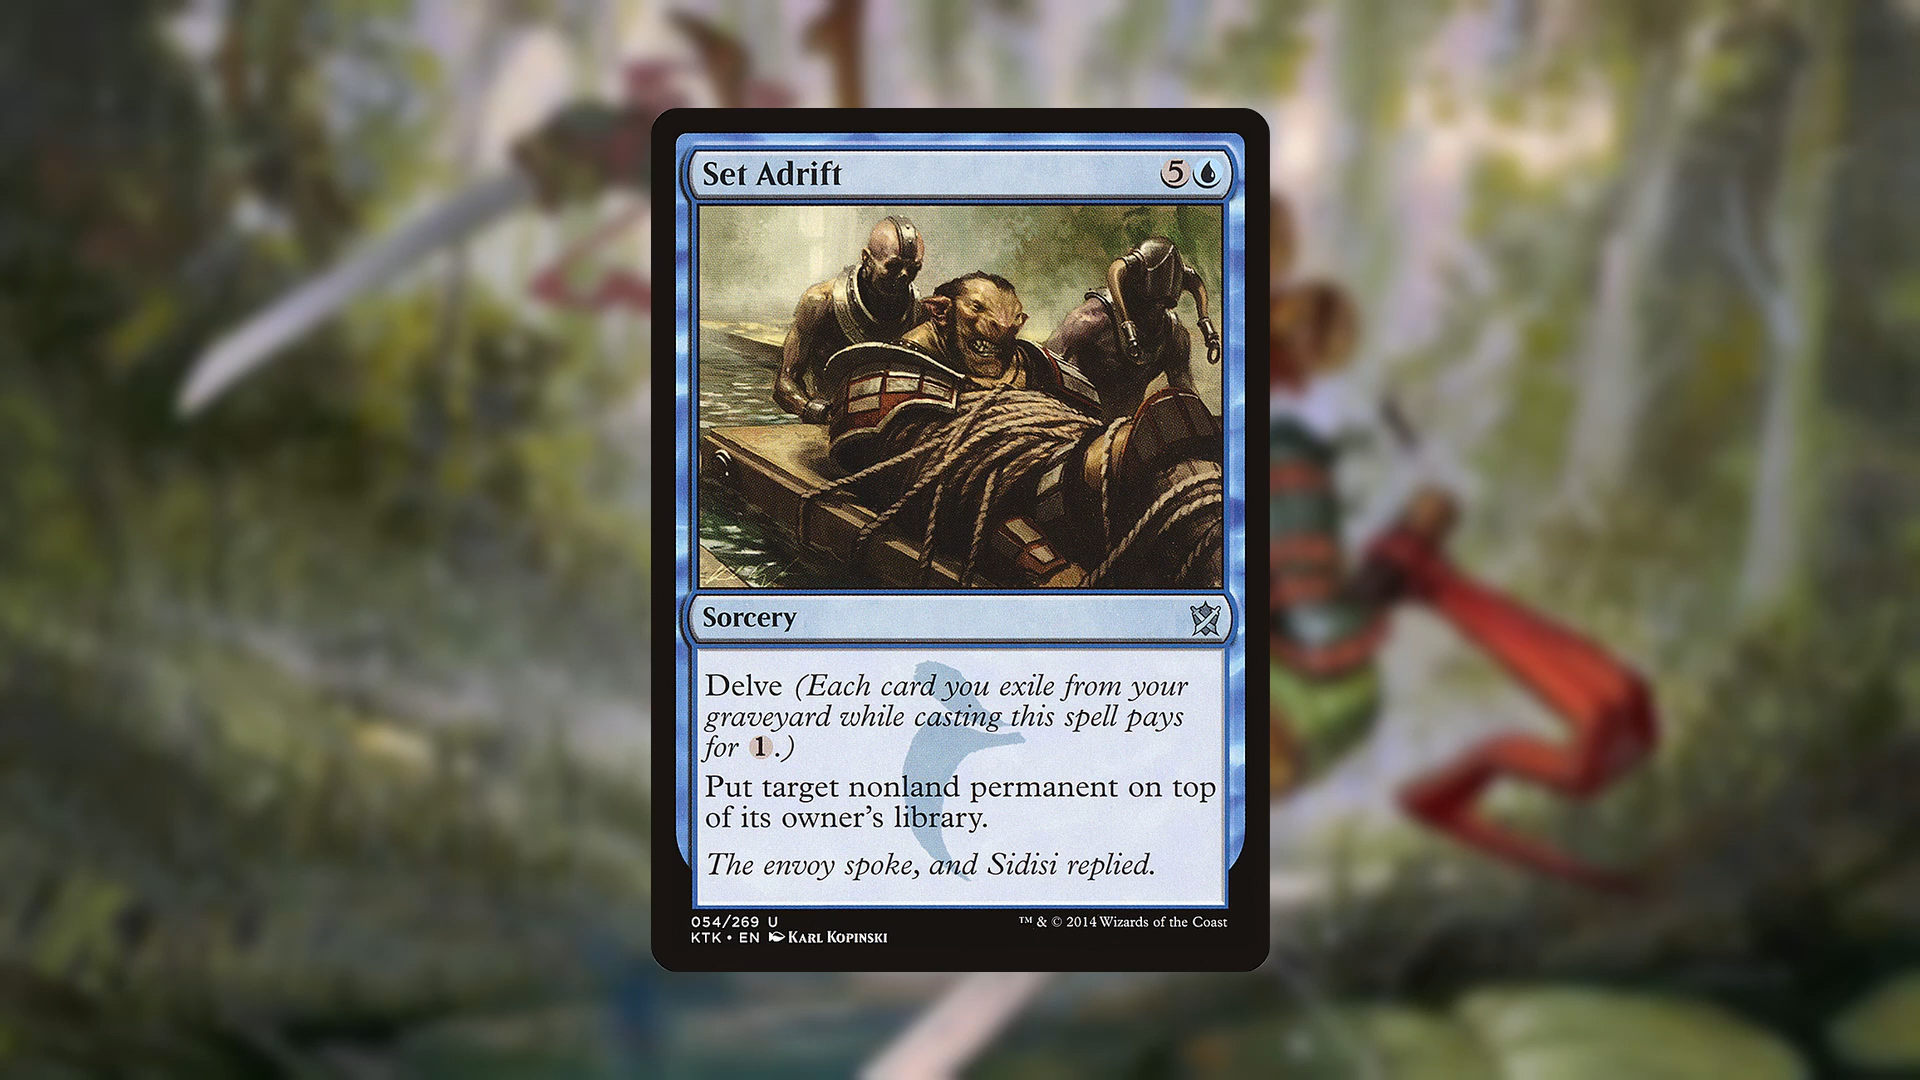 Set Adrift 5
Sorcery
Delve (Each card you exile from your
graveyard while casting this spell pays
for 1.)
Put target nonland permanent on top
of its owner's library.
The envoy spoke, and Sidisi replied.
054/269 U
KTK • EN KARL KOPINSKI
™ & © 2014 Wizards of the Coast